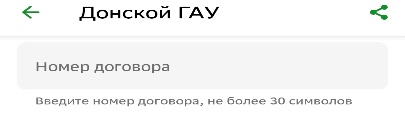 Донской ГАУ
Номер договора
Введите номер договора, не более 30 символов